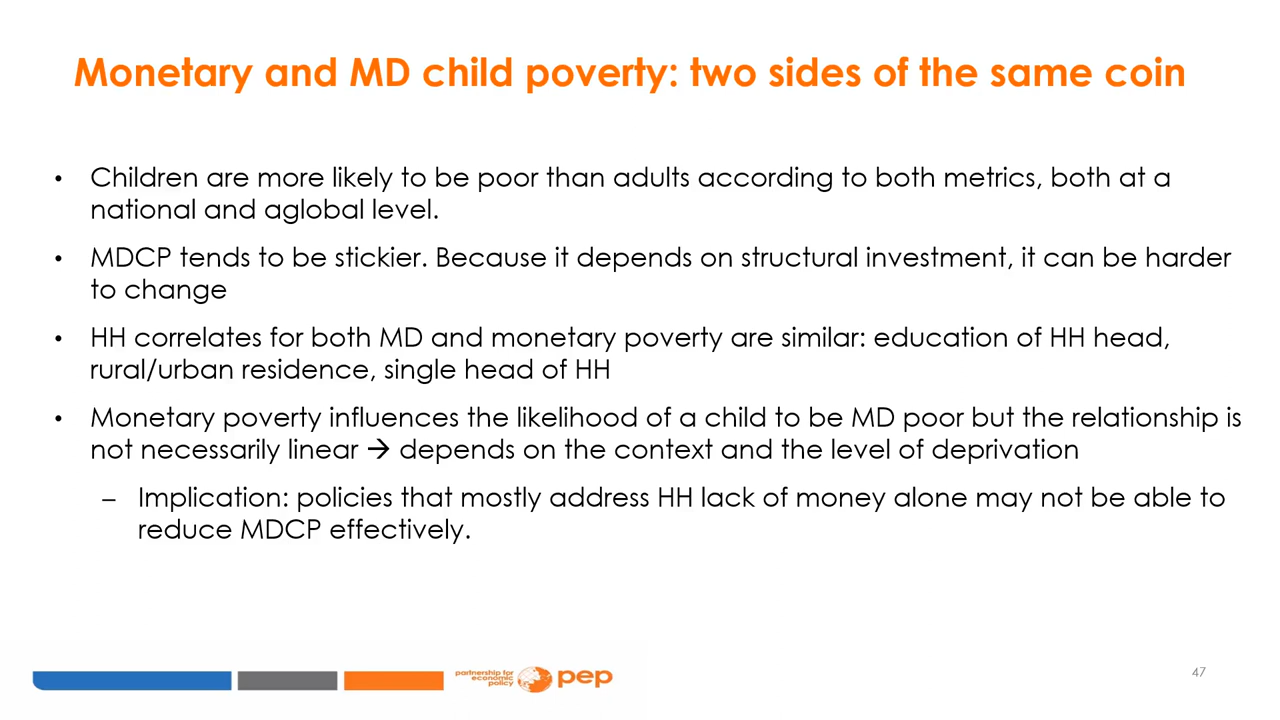 Monetary and MD child poverty: two sides of the same coin
• Children are more likely to be poor than adults according to both metrics, both at a
national and aglobal level.
• MDCP tends to be stickier. Because it depends on structural investment, it can be harder
to change
• HH correlates for both MD and monetary poverty are similar: education of HH head,
rural/urban residence, single head of HH
• Monetary poverty influences the likelihood of a child to be MD poor but the relationship is
not necessarily linear → depends on the context and the level of deprivation
– Implication: policies that mostly address HH lack of money alone may not be able to
reduce MDCP effectively.
partnership for
economic
policy
pep
47